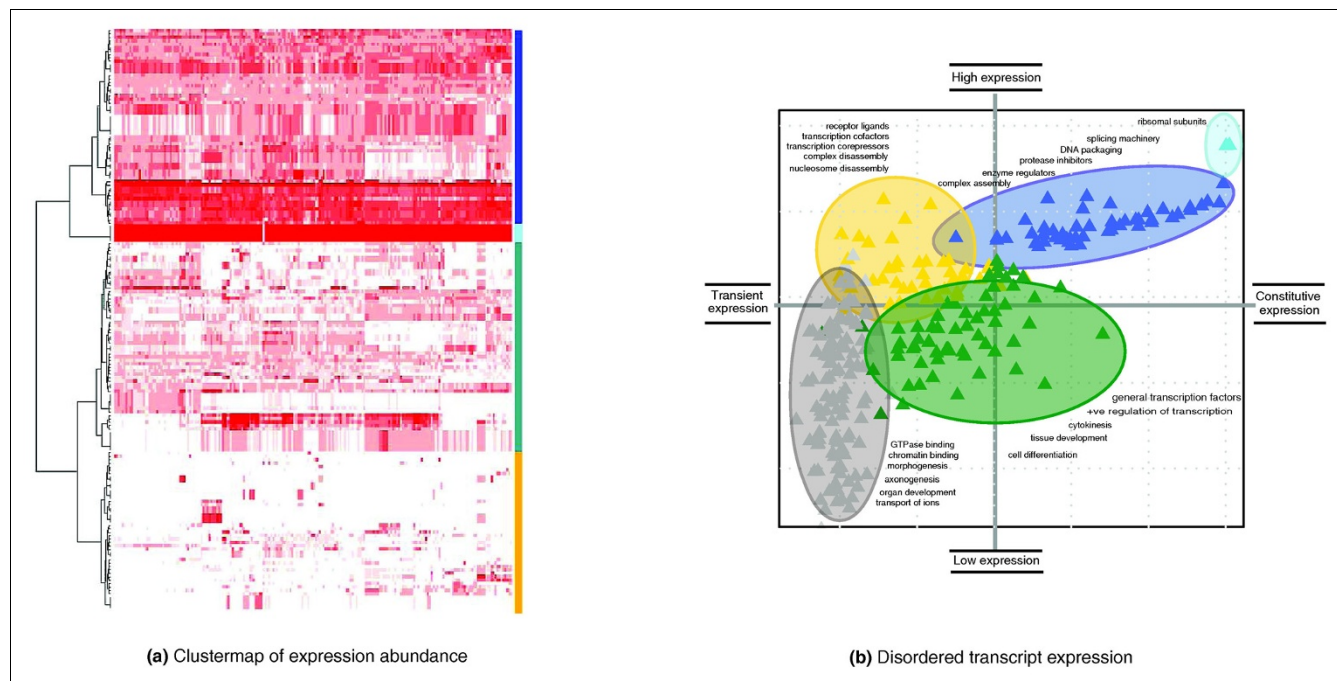 High expression
receptor ligands
transcription cofactors
transcription corepressors
complex disassembly
nucleosome disassembly
ribsomal subunits
splicing machinery
DNA packaging
protease inhibitors
enzyme regulators
complex assembly
Transient
expression
Constitutive
expression
general transcription factors
+ve regulation of transcription
cytokinesis
tissue development
cell differentiation
GTPase binding
chromatin binding
morphogenesis
axonogenesis
organ development
transport of ions
Low expression
(a) Clustermap of expression abundance
(b) Disordered transcript expression